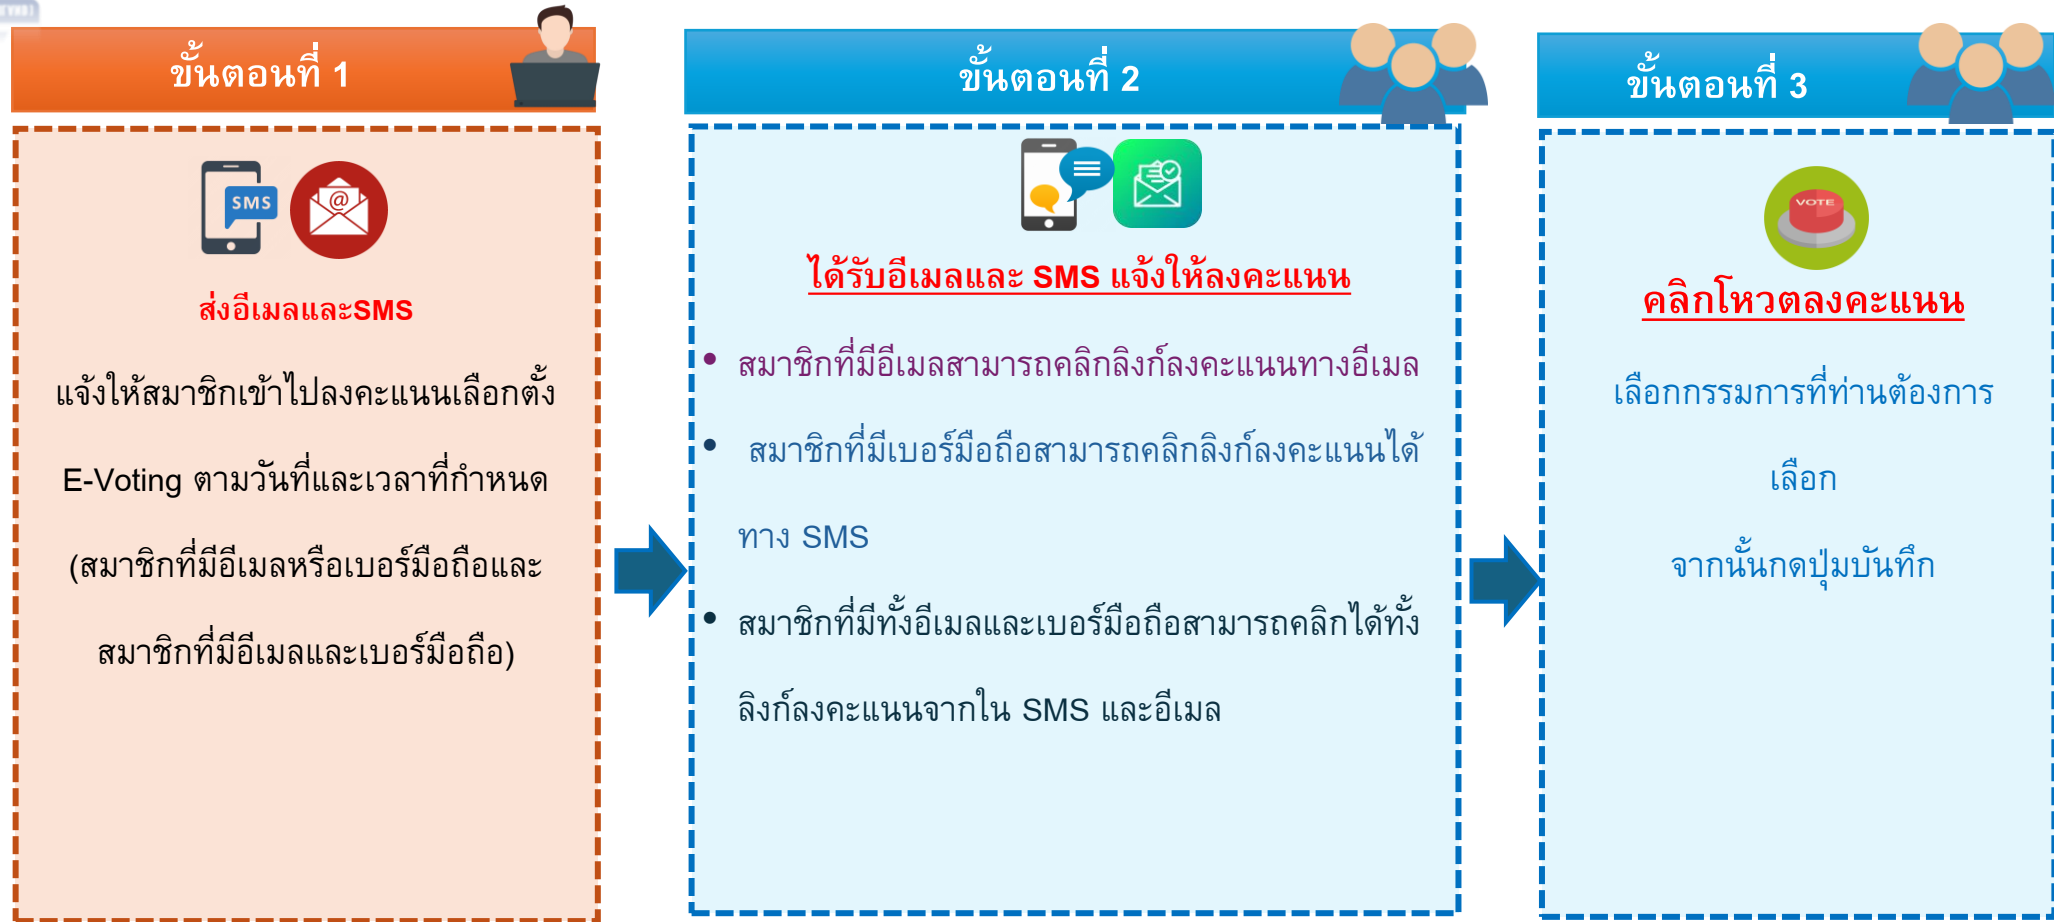 ขั้นตอนที่ 1
SMS
@
ส่งอีเมลและSMS
แจ้งให้สมาชิกเข้าไปลงคะแนนเลือกตั้ง
E-Voting ตามวันที่และเวลาที่กำหนด
(สมาชิกที่มีอีเมลหรือเบอร์มือถือและ
สมาชิกที่มีอีเมลและเบอร์มือถือ)
ขั้นตอนที่ 2
ได้รับอีเมลและ SMS แจ้งให้ลงคะแนน
• สมาชิกที่มีอีเมลสามารถคลิกลิงก์ลงคะแนนทางอีเมล
• สมาชิกที่มีเบอร์มือถือสามารถคลิกลิงก์ลงคะแนนได้
ทาง SMS
• สมาชิกที่มีทั้งอีเมลและเบอร์มือถือสามารถคลิกได้ทั้ง
ลิงก์ลงคะแนนจากใน SMS และอีเมล
ขั้นตอนที่ 3
VOTE
คลิกโหวตลงคะแนน
เลือกกรรมการที่ท่านต้องการ
เลือก
จากนั้นกดปุ่มบันทึก